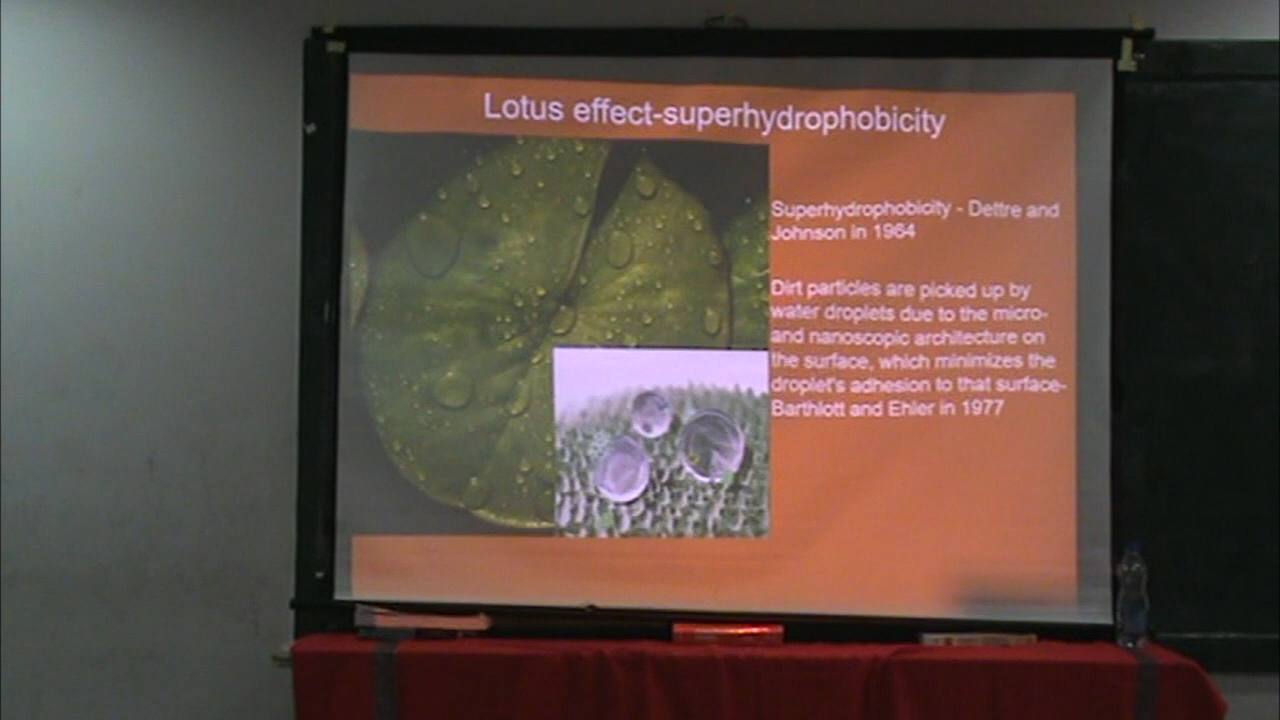 Lotus effect-superhydrophobicity
Superhydrophobicity - Dettre and
Johnson in 1964
Dirt particles are picked up by
water droplets due to the micro-
and nanoscopic architecture on
the surface, which minimizes the
droplet's adhesion to that surface-
Barthlott and Ehler in 1977